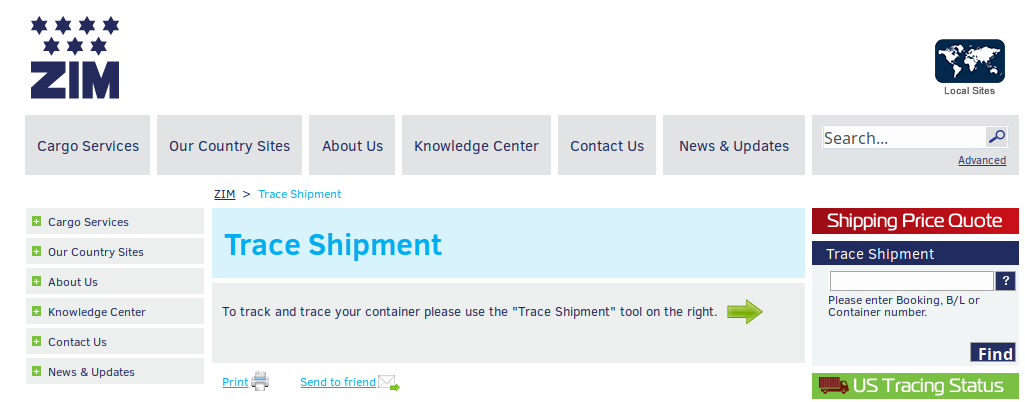 ZIM
Local Sites
Cargo Services
Our Country Sites
About Us
Knowledge Center
Contact Us
News & Updates
Search...
Advanced
ZIM > Trace Shipment
Cargo Services
Our Country Sites
About Us
Knowledge Center
Contact Us
News & Updates
Trace Shipment
To track and trace your container please use the "Trace Shipment" tool on the right.
Print
Send to friend
Shipping Price Quote
Trace Shipment
?
Please enter Booking, B/L or
Container number.
Find
US Tracing Status